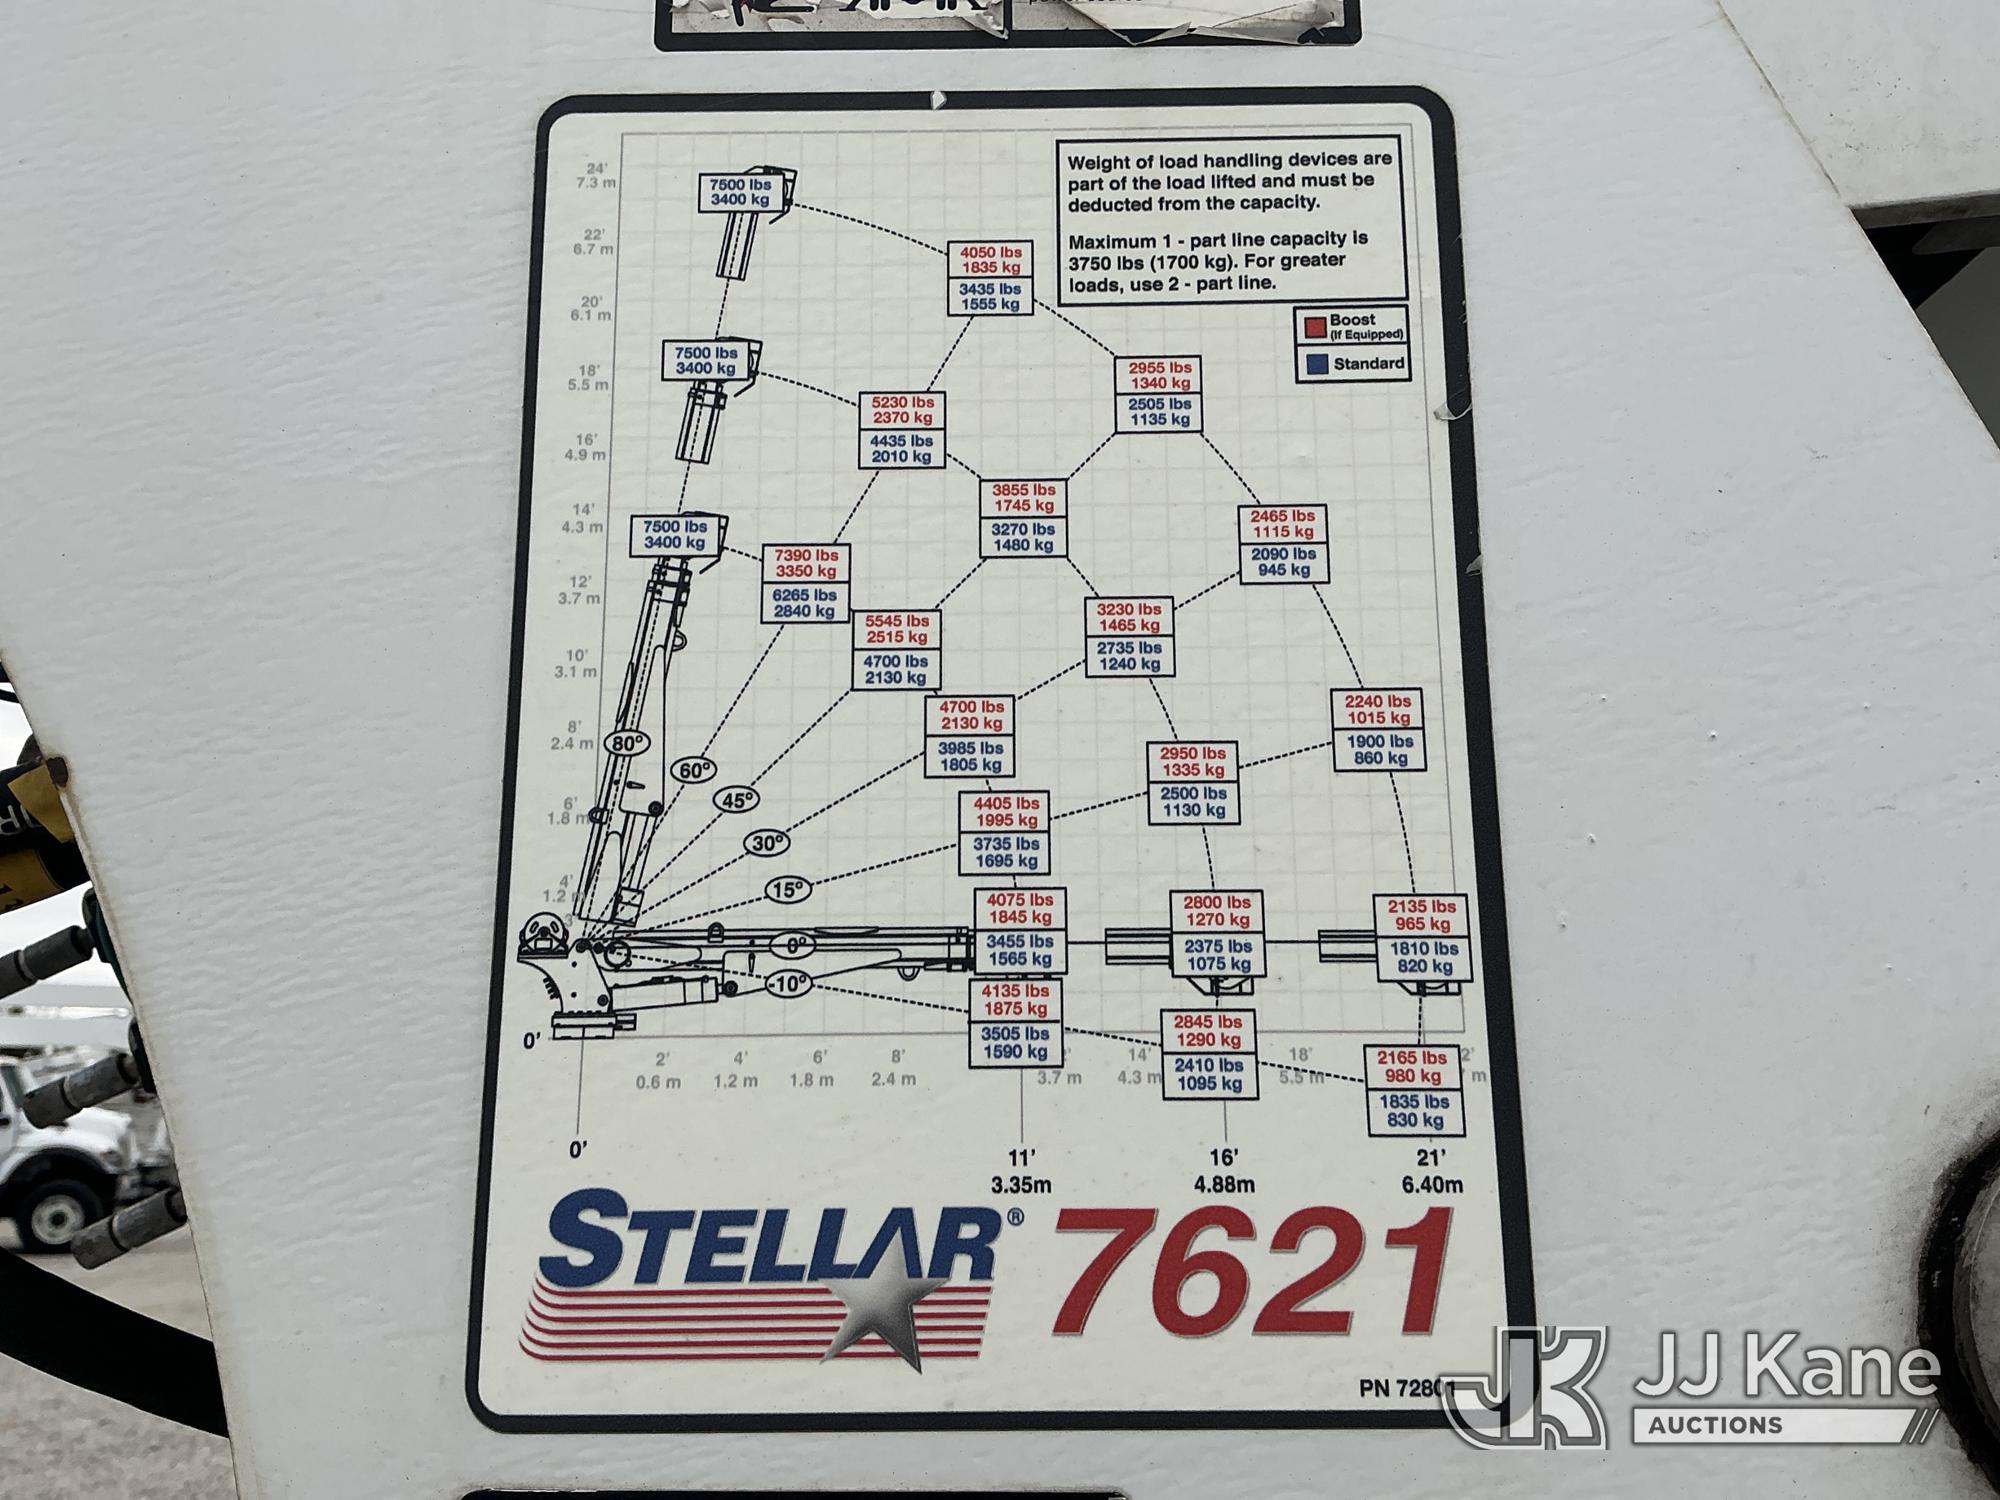 24'
7.3 m
22'
6.7 m
20'
6.1 m
18'
5.5 m
16'
4.9 m
14'
4.3 m
12'
3.7 m
10'
3.1 m
8'
2.4 m
6'
1.8 m
4'
1.2 m
3'
0'
Weight of load handling devices are
part of the load lifted and must be
deducted from the capacity.
Maximum 1 - part line capacity is
3750 lbs (1700 kg). For greater
loads, use 2 - part line.
Boost
(If Equipped)
Standard
7500 lbs
3400 kg
4050 lbs
1835 kg
3435 lbs
1555 kg
7500 lbs
3400 kg
2955 lbs
1340 kg
2505 lbs
1135 kg
5230 lbs
2370 kg
4435 lbs
2010 kg
3855 lbs
1745 kg
3270 lbs
1480 kg
2465 lbs
1115 kg
2090 lbs
945 kg
7500 lbs
3400 kg
7390 lbs
3350 kg
6265 lbs
2840 kg
5545 lbs
2515 kg
4700 lbs
2130 kg
3230 lbs
1465 kg
2735 lbs
1240 kg
4700 lbs
2130 kg
3985 lbs
1805 kg
2240 lbs
1015 kg
1900 lbs
860 kg
2950 lbs
1335 kg
2500 lbs
1130 kg
4405 lbs
1995 kg
3735 lbs
1695 kg
80°
60°
45°
30°
15°
0°
-10°
4075 lbs
1845 kg
3455 lbs
1565 kg
2800 lbs
1270 kg
2375 lbs
1075 kg
2135 lbs
965 kg
1810 lbs
820 kg
4135 lbs
1875 kg
3505 lbs
1590 kg
2845 lbs
1290 kg
2410 lbs
1095 kg
2165 lbs
980 kg
1835 lbs
830 kg
2' 4' 6' 8' 14' 18'
0.6 m 1.2 m 1.8 m 2.4 m 3.7 m 4.3 m 5.5 m
0' 11' 16' 21'
3.35m 4.88m 6.40m
STELLAR® 7621
PN 72801
JJ Kane
AUCTIONS